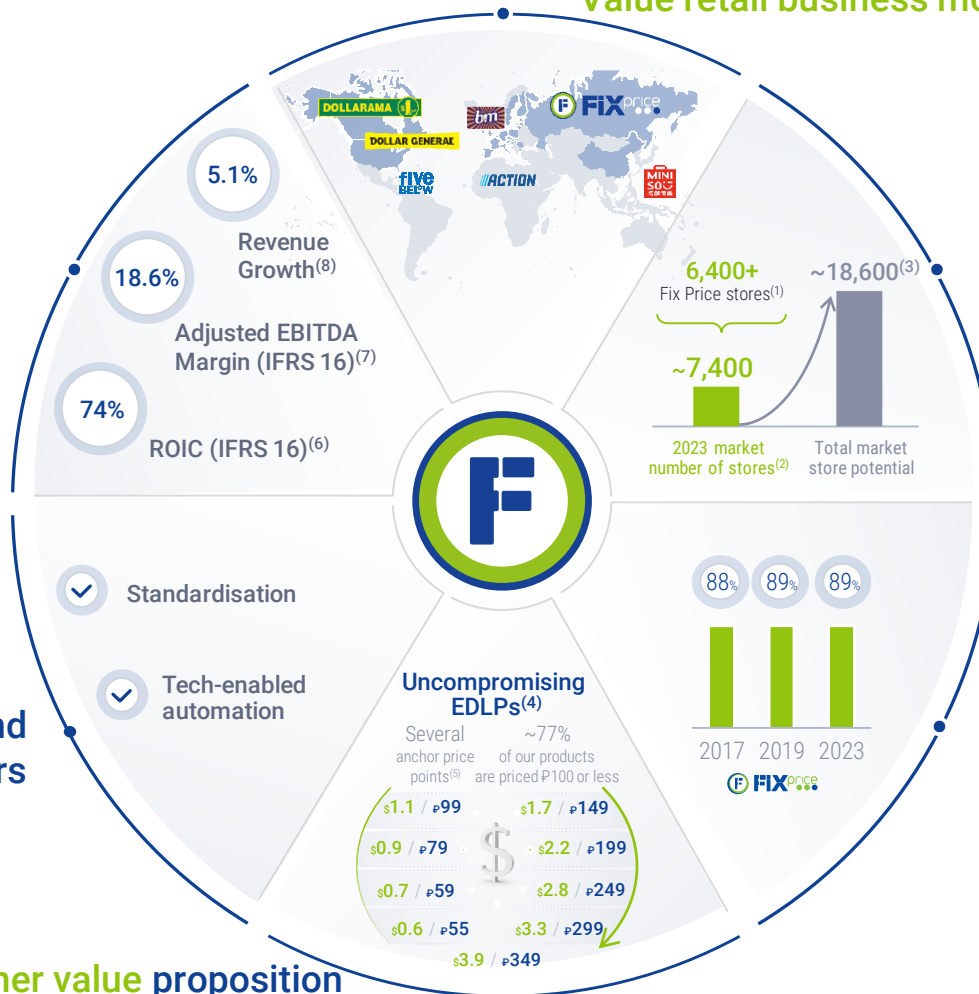 Value retail business mo
DOLLARAMA $1
DOLLAR GENERAL
five BELOW
bm
ACTION
F FIX price
MINI
SO
5.1%
Revenue
Growth(8)
18.6%
Adjusted EBITDA
Margin (IFRS 16)(7)
74%
ROIC (IFRS 16)(6)
6,400+
Fix Price stores(1)
~7,400
~18,600(3)
2023 market
number of stores(2)
Total market
store potential
F
Standardisation
Tech-enabled
automation
nd
rs
88% 89% 89%
2017 2019 2023
F FIX price
Uncompromising
EDLPs(4)
Several
anchor price
points(5)
~77%
of our products
are priced ₽100 or less
$1.1 / ₽99 $1.7 / ₽149
$0.9 / ₽79 $2.2 / ₽199
$0.7 / ₽59 $2.8 / ₽249
$0.6 / ₽55 $3.3 / ₽299
$3.9 / ₽349
$
ner value proposition